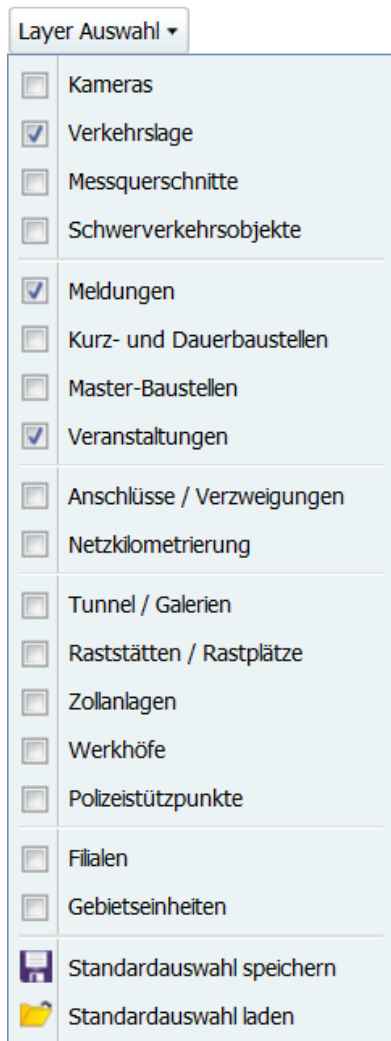 Layer Auswahl
Kameras
Verkehrslage
Messquerschnitte
Schwerverkehrsobjekte
Meldungen
Kurz- und Dauerbaustellen
Master-Baustellen
Veranstaltungen
Anschlüsse / Verzweigungen
Netzkilometrierung
Tunnel / Galerien
Raststätten / Rastplätze
Zollanlagen
Werkhöfe
Polizeistützpunkte
Filialen
Gebietseinheiten
Standardauswahl speichern
Standardauswahl laden